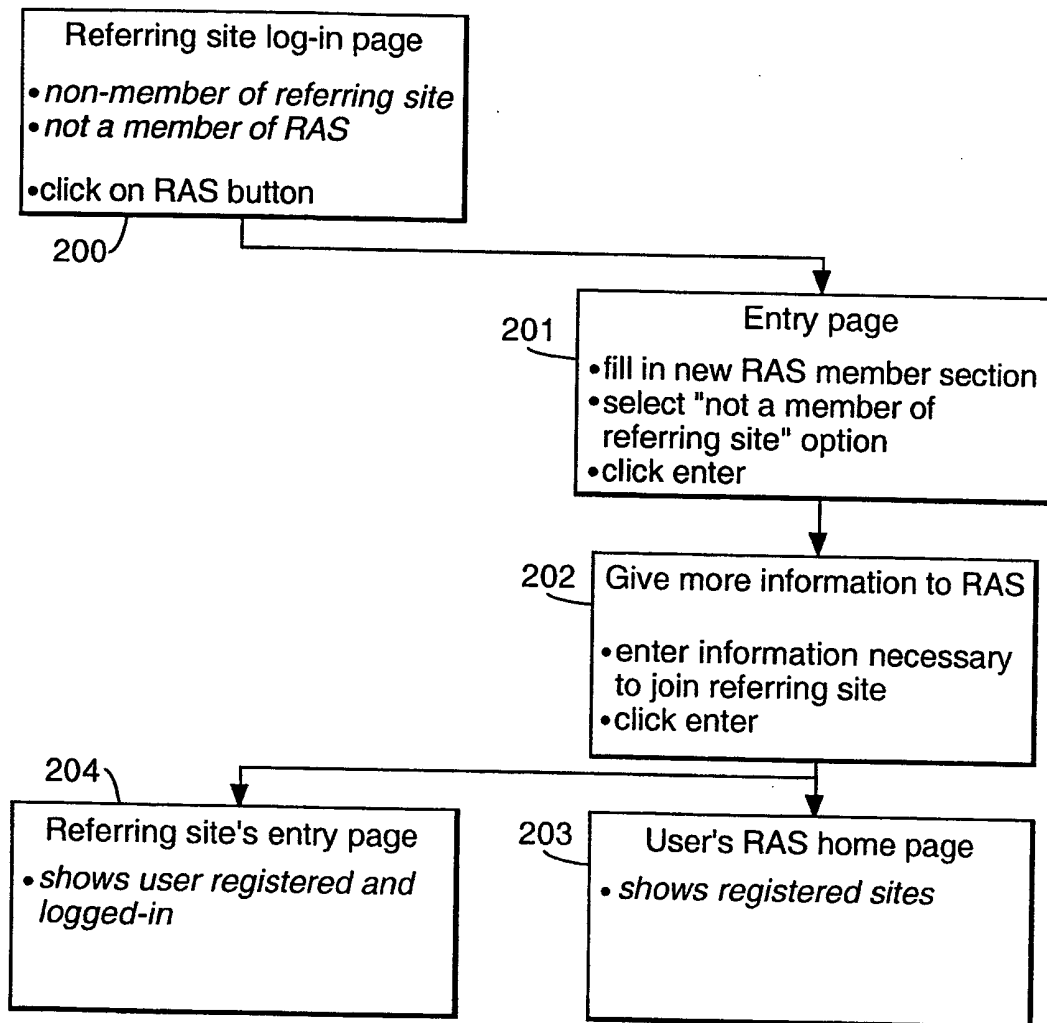 Referring site log-in page
•non-member of referring site
•not a member of RAS
•click on RAS button
200
201
Entry page
•fill in new RAS member section
•select "not a member of
referring site" option
•click enter
202
Give more information to RAS
•enter information necessary
to join referring site
•click enter
204
Referring site's entry page
• shows user registered and
logged-in
203
User's RAS home page
• shows registered sites